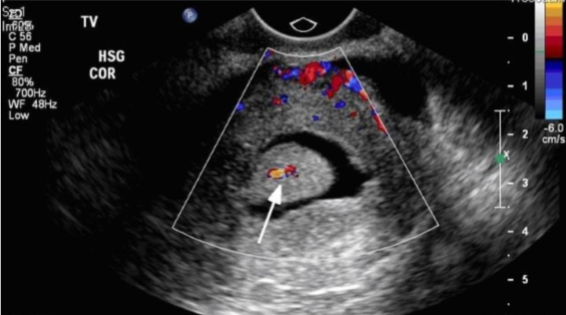 TV
C 56
P Med
Pen
CF
80%
700Hz
WF 48Hz
Low
HSG
COR
0
1
2
3
4
5
x
-6.0
cm/s